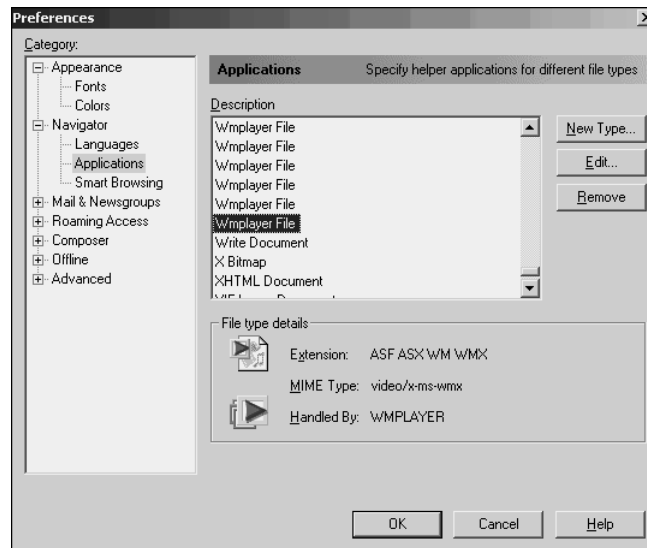 Preferences
Category:
Appearance
Fonts
Colors
Navigator
Languages
Applications
Smart Browsing
Mail & Newsgroups
Roaming Access
Composer
Offline
Advanced
Applications Specify helper applications for different file types
Description
Wmplayer File
Wmplayer File
Wmplayer File
Wmplayer File
Wmplayer File
Wmplayer File
Write Document
X Bitmap
XHTML Document
New Type...
Edit...
Remove
File type details
Extension: ASF ASX WM WMX
MIME Type: video/x-ms-wmx
Handled By: WMPLAYER
OK Cancel Help